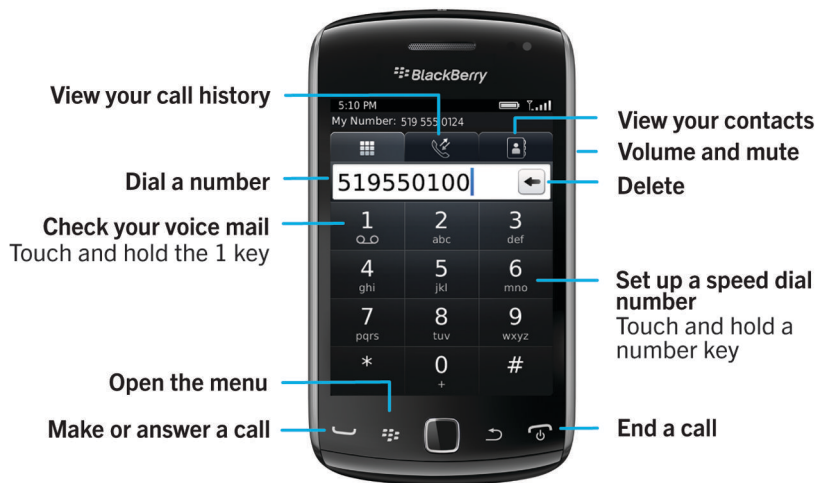 BlackBerry
View your call history
5:10 PM
My Number: 519 555 0124
View your contacts
Volume and mute
Dial a number
519550100
Delete
Check your voice mail
Touch and hold the 1 key
1 2 3
abc def
4 5 6
ghi jkl mno
Set up a speed dial
number
Touch and hold a
number key
7 8 9
pqrs tuv wxyz
* 0 #
+
Open the menu
Make or answer a call
End a call